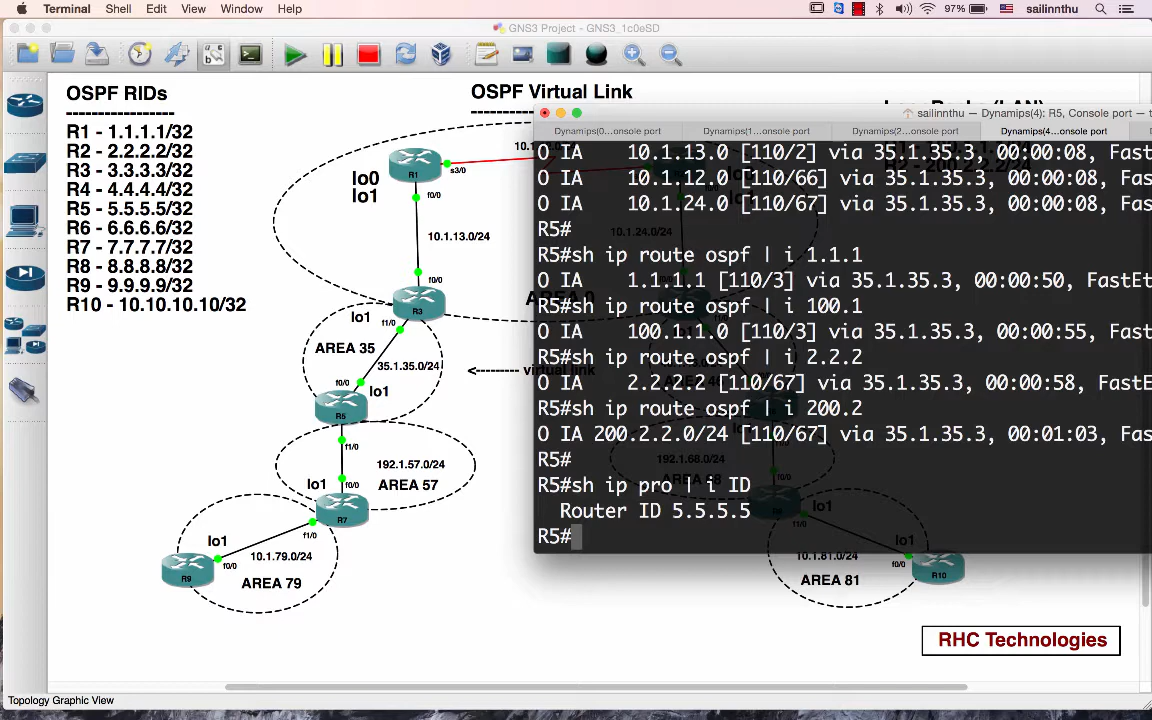 Terminal Shell Edit View Window Help 97% sailinnthu
GNS3 Project - GNS3_1c0eSD
OSPF RIDs
------------------
R1 - 1.1.1.1/32
R2 - 2.2.2.2/32
R3 - 3.3.3.3/32
R4 - 4.4.4.4/32
R5 - 5.5.5.5/32
R6 - 6.6.6.6/32
R7 - 7.7.7.7/32
R8 - 8.8.8.8/32
R9 - 9.9.9.9/32
R10 - 10.10.10.10/32
OSPF Virtual Link
R1
s3/0
lo0
lo1
f0/0
10.1.13.0/24
f0/0
R3
lo1
f1/0
AREA 35
35.1.35.0/24
f0/0
lo1
R5
<--------- virtual link
f1/0
192.1.57.0/24
AREA 57
lo1
f0/0
R7
f1/0
lo1
10.1.79.0/24
f0/0
R9
AREA 79
sailinnthu — Dynamips(4): R5, Console port —
Dynamips(0...onsole port Dynamips(1...onsole port Dynamips(2...onsole port Dynamips(4...onsole port
O IA 10.1.13.0 [110/2] via 35.1.35.3, 00:00:08, Fast
O IA 10.1.12.0 [110/66] via 35.1.35.3, 00:00:08, Fas
O IA 10.1.24.0 [110/67] via 35.1.35.3, 00:00:08, Fas
R5#
R5#sh ip route ospf | i 1.1.1
O IA 1.1.1.1 [110/3] via 35.1.35.3, 00:00:50, FastEt
R5#sh ip route ospf | i 100.1
O IA 100.1.1.0 [110/3] via 35.1.35.3, 00:00:55, Fast
R5#sh ip route ospf | i 2.2.2
O IA 2.2.2.2 [110/67] via 35.1.35.3, 00:00:58, FastE
R5#sh ip route ospf | i 200.2
O IA 200.2.2.0/24 [110/67] via 35.1.35.3, 00:01:03, Fas
R5#
R5#sh ip pro | i ID
Router ID 5.5.5.5
R5#
10.1.24.0/24
192.1.68.0/24
lo1
f1/0
10.1.81.0/24
f0/0
lo1
R10
AREA 81
RHC Technologies
Topology Graphic View